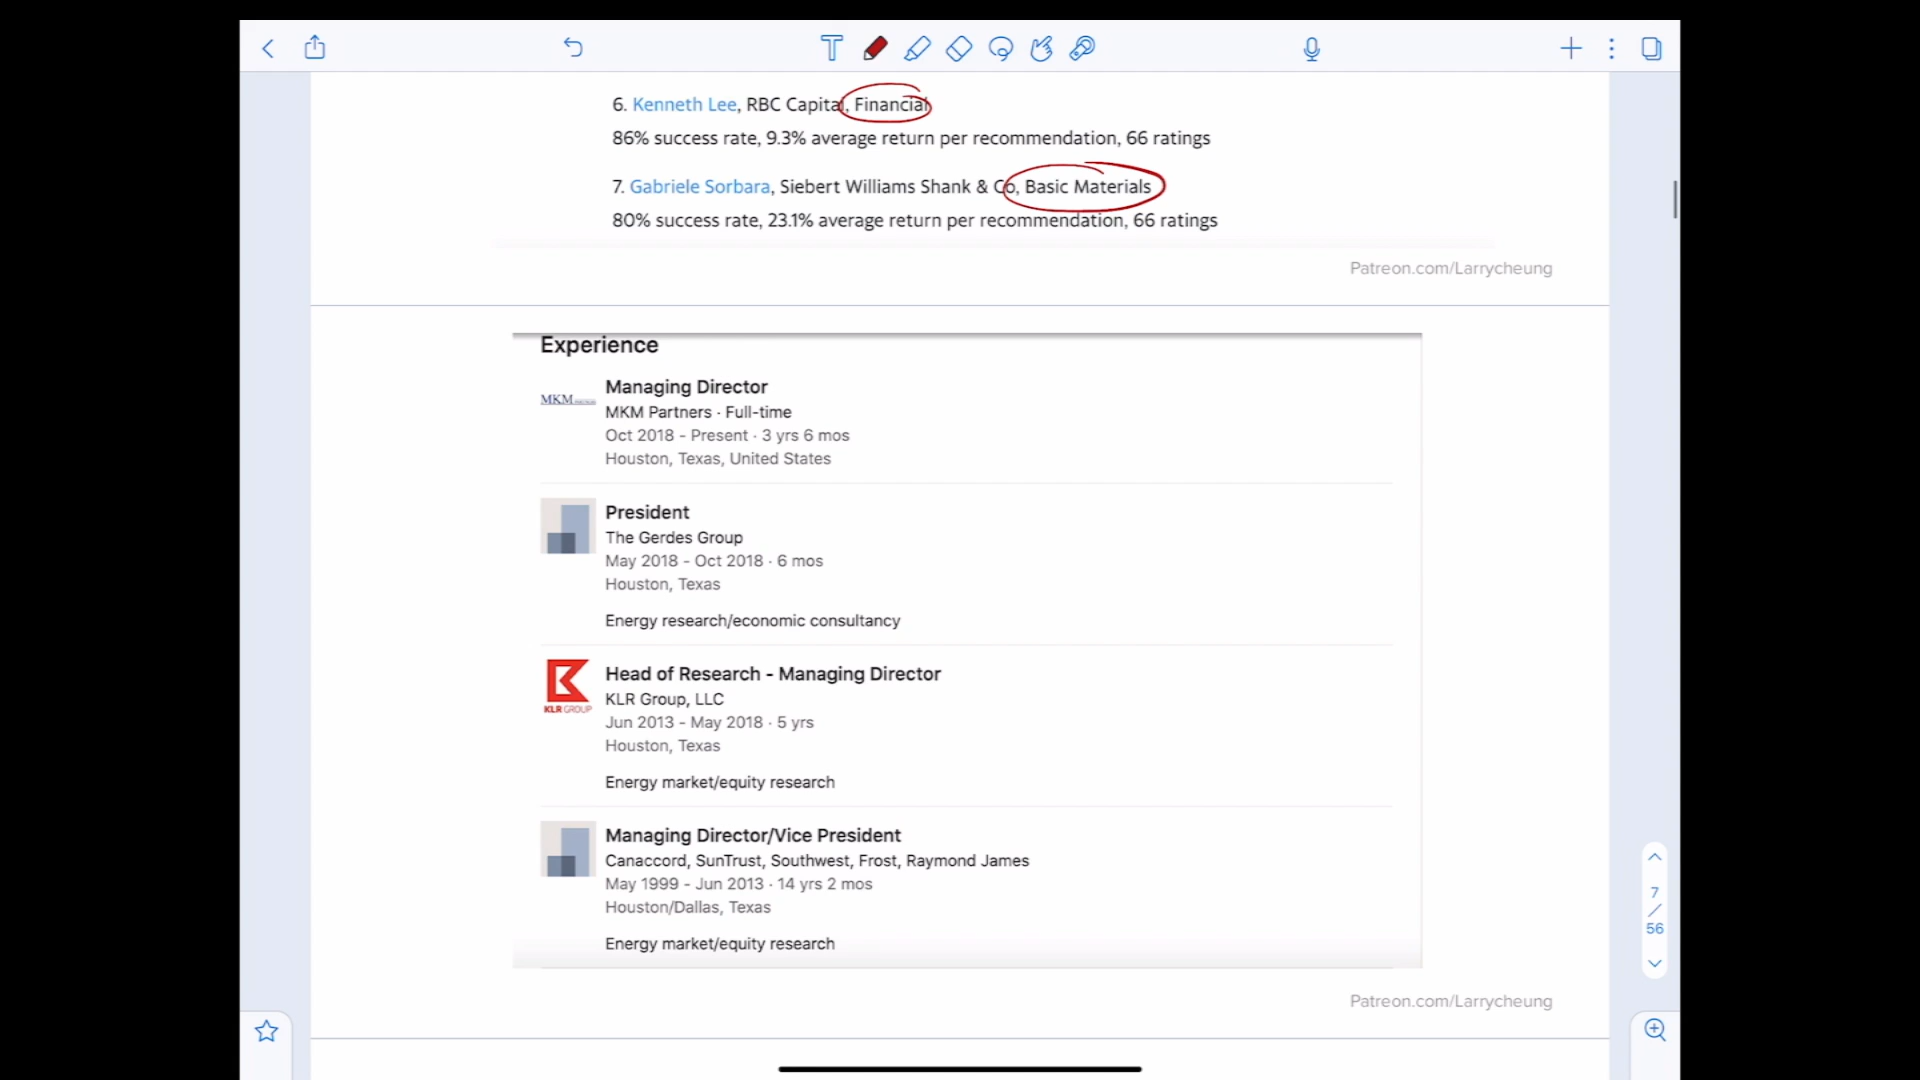 6. Kenneth Lee, RBC Capital, Financial
86% success rate, 9.3% average return per recommendation, 66 ratings
7. Gabriele Sorbara, Siebert Williams Shank & Co, Basic Materials
80% success rate, 23.1% average return per recommendation, 66 ratings
Patreon.com/Larrycheung
Experience
MKM
Managing Director
MKM Partners · Full-time
Oct 2018 - Present · 3 yrs 6 mos
Houston, Texas, United States
President
The Gerdes Group
May 2018 - Oct 2018 · 6 mos
Houston, Texas
Energy research/economic consultancy
KLR GROUP
Head of Research - Managing Director
KLR Group, LLC
Jun 2013 - May 2018 · 5 yrs
Houston, Texas
Energy market/equity research
Managing Director/Vice President
Canaccord, SunTrust, Southwest, Frost, Raymond James
May 1999 - Jun 2013 · 14 yrs 2 mos
Houston/Dallas, Texas
Energy market/equity research
7
/
56
Patreon.com/Larrycheung